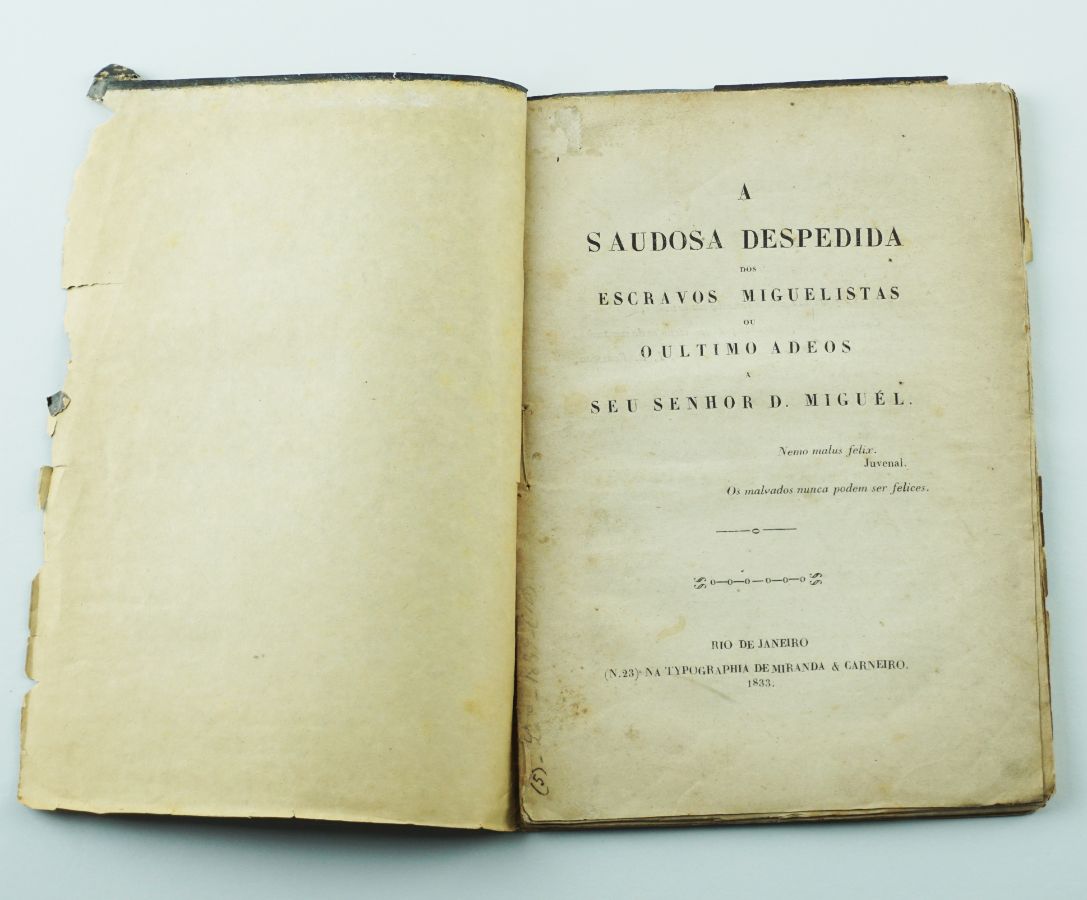 A
SAUDOSA DESPEDIDA
DOS
ESCRAVOS MIGUELISTAS
OU
O ULTIMO ADEOS
A
SEU SENHOR D. MIGUÉL.
Nemo malus felix.
Juvenal.
Os malvados nunca podem ser felices.
RIO DE JANEIRO
(N.23) NA TYPOGRAPHIA DE MIRANDA & CARNEIRO.
1833.
(5)